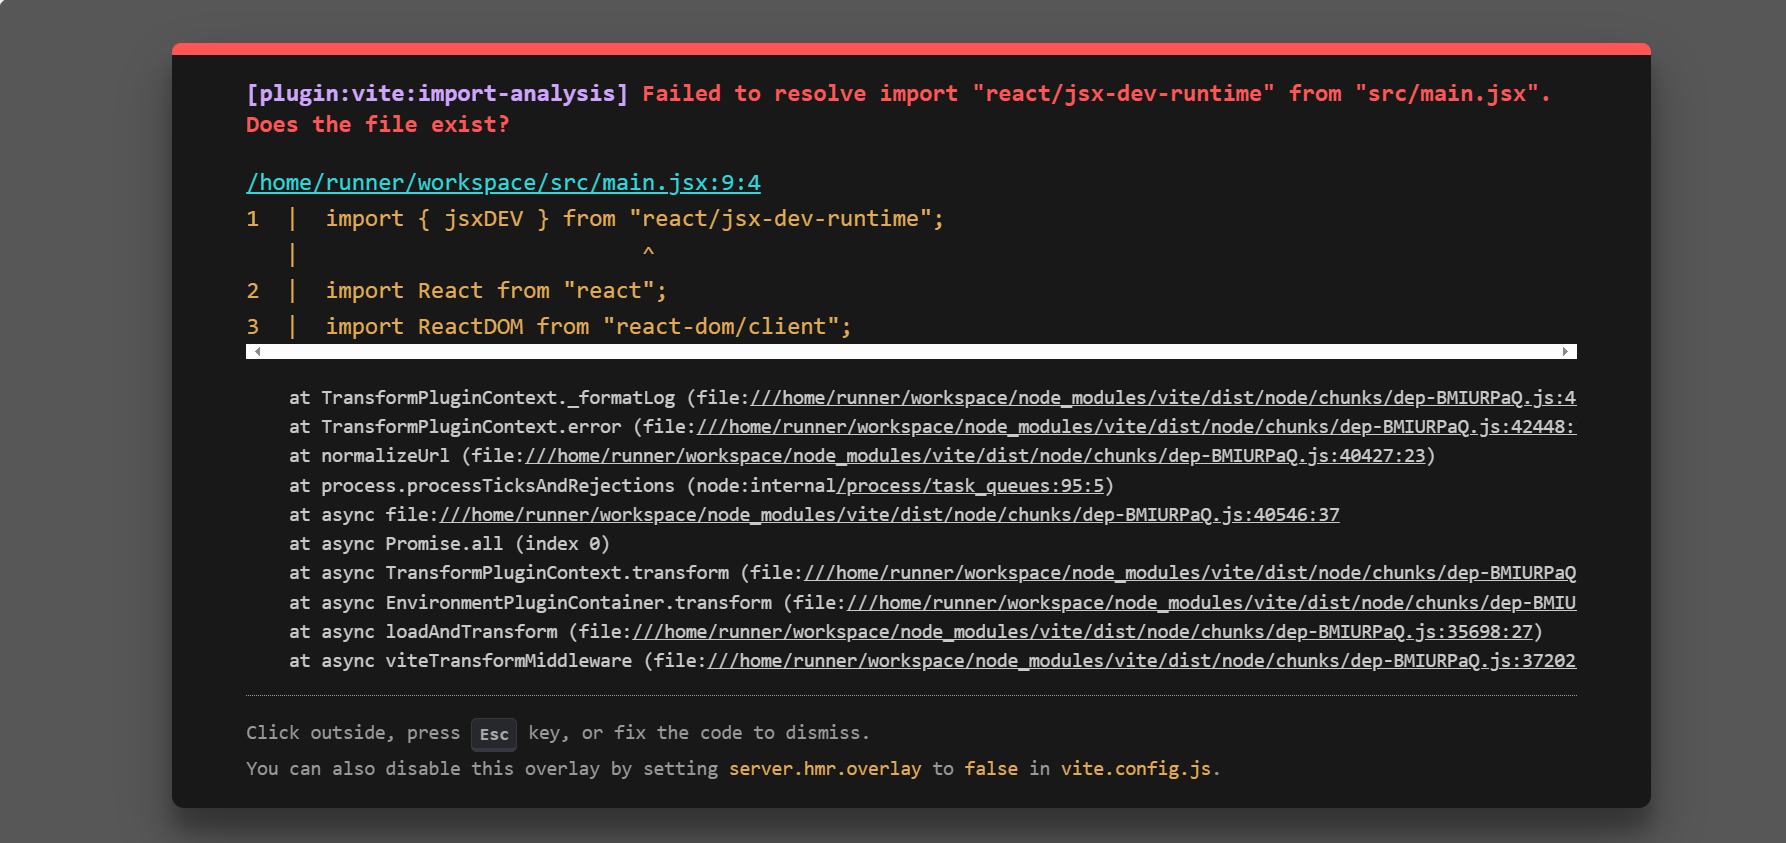 [plugin:vite:import-analysis] Failed to resolve import "react/jsx-dev-runtime" from "src/main.jsx".
Does the file exist?
/home/runner/workspace/src/main.jsx:9:4
1  |  import { jsxDEV } from "react/jsx-dev-runtime";
   |                          ^
2  |  import React from "react";
3  |  import ReactDOM from "react-dom/client";
at TransformPluginContext._formatLog (file:///home/runner/workspace/node_modules/vite/dist/node/chunks/dep-BMIURPaQ.js:4
at TransformPluginContext.error (file:///home/runner/workspace/node_modules/vite/dist/node/chunks/dep-BMIURPaQ.js:42448:
at normalizeUrl (file:///home/runner/workspace/node_modules/vite/dist/node/chunks/dep-BMIURPaQ.js:40427:23)
at process.processTicksAndRejections (node:internal/process/task_queues:95:5)
at async file:///home/runner/workspace/node_modules/vite/dist/node/chunks/dep-BMIURPaQ.js:40546:37
at async Promise.all (index 0)
at async TransformPluginContext.transform (file:///home/runner/workspace/node_modules/vite/dist/node/chunks/dep-BMIURPaQ
at async EnvironmentPluginContainer.transform (file:///home/runner/workspace/node_modules/vite/dist/node/chunks/dep-BMIU
at async loadAndTransform (file:///home/runner/workspace/node_modules/vite/dist/node/chunks/dep-BMIURPaQ.js:35698:27)
at async viteTransformMiddleware (file:///home/runner/workspace/node_modules/vite/dist/node/chunks/dep-BMIURPaQ.js:37202
Click outside, press Esc key, or fix the code to dismiss.
You can also disable this overlay by setting server.hmr.overlay to false in vite.config.js.